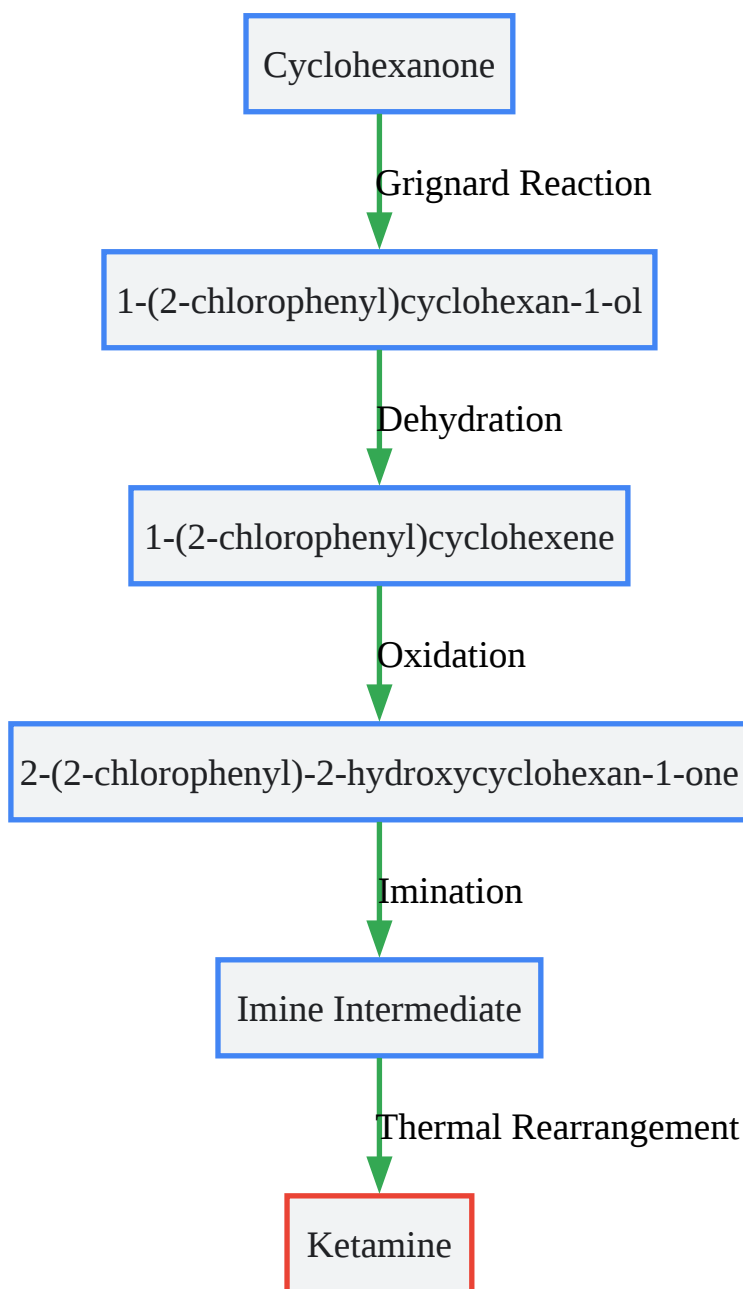 Cyclohexanone
Grignard Reaction
1-(2-chlorophenyl)cyclohexan-1-ol
Dehydration
1-(2-chlorophenyl)cyclohexene
Oxidation
2-(2-chlorophenyl)-2-hydroxycyclohexan-1-one
Imination
Imine Intermediate
Thermal Rearrangement
Ketamine